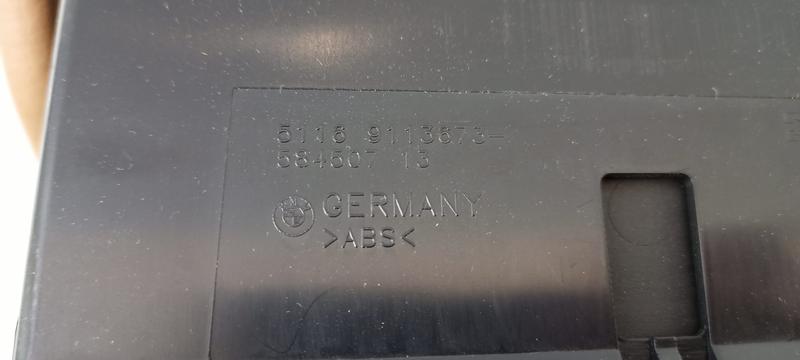 5116 9113673-
584507 13
GERMANY
>ABS<